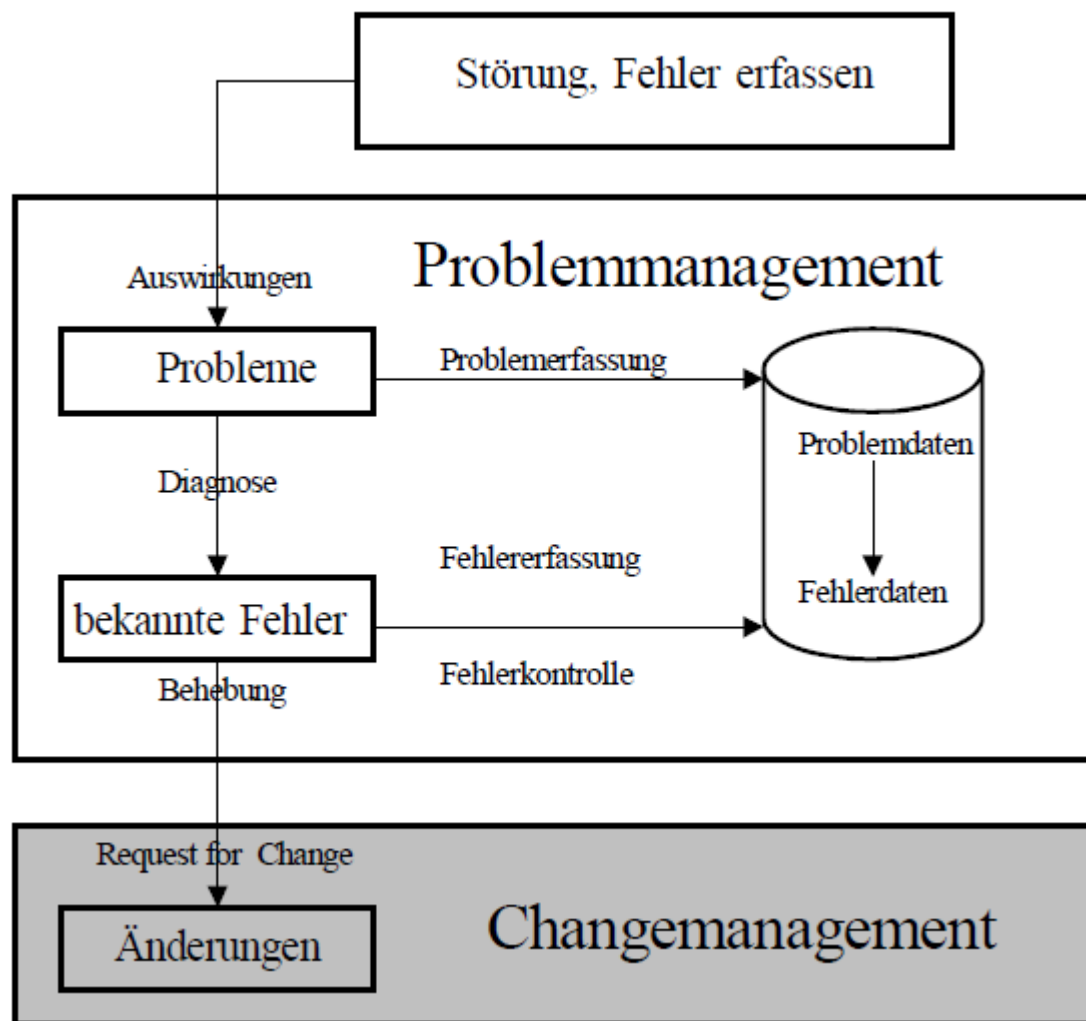 Störung, Fehler erfassen
Problemmanagement
Auswirkungen
Probleme
Problemerfassung
Problemdaten
Diagnose
Fehlererfassung
Fehlerdaten
bekannte Fehler
Fehlerkontrolle
Behebung
Request for Change
Änderungen
Changemanagement